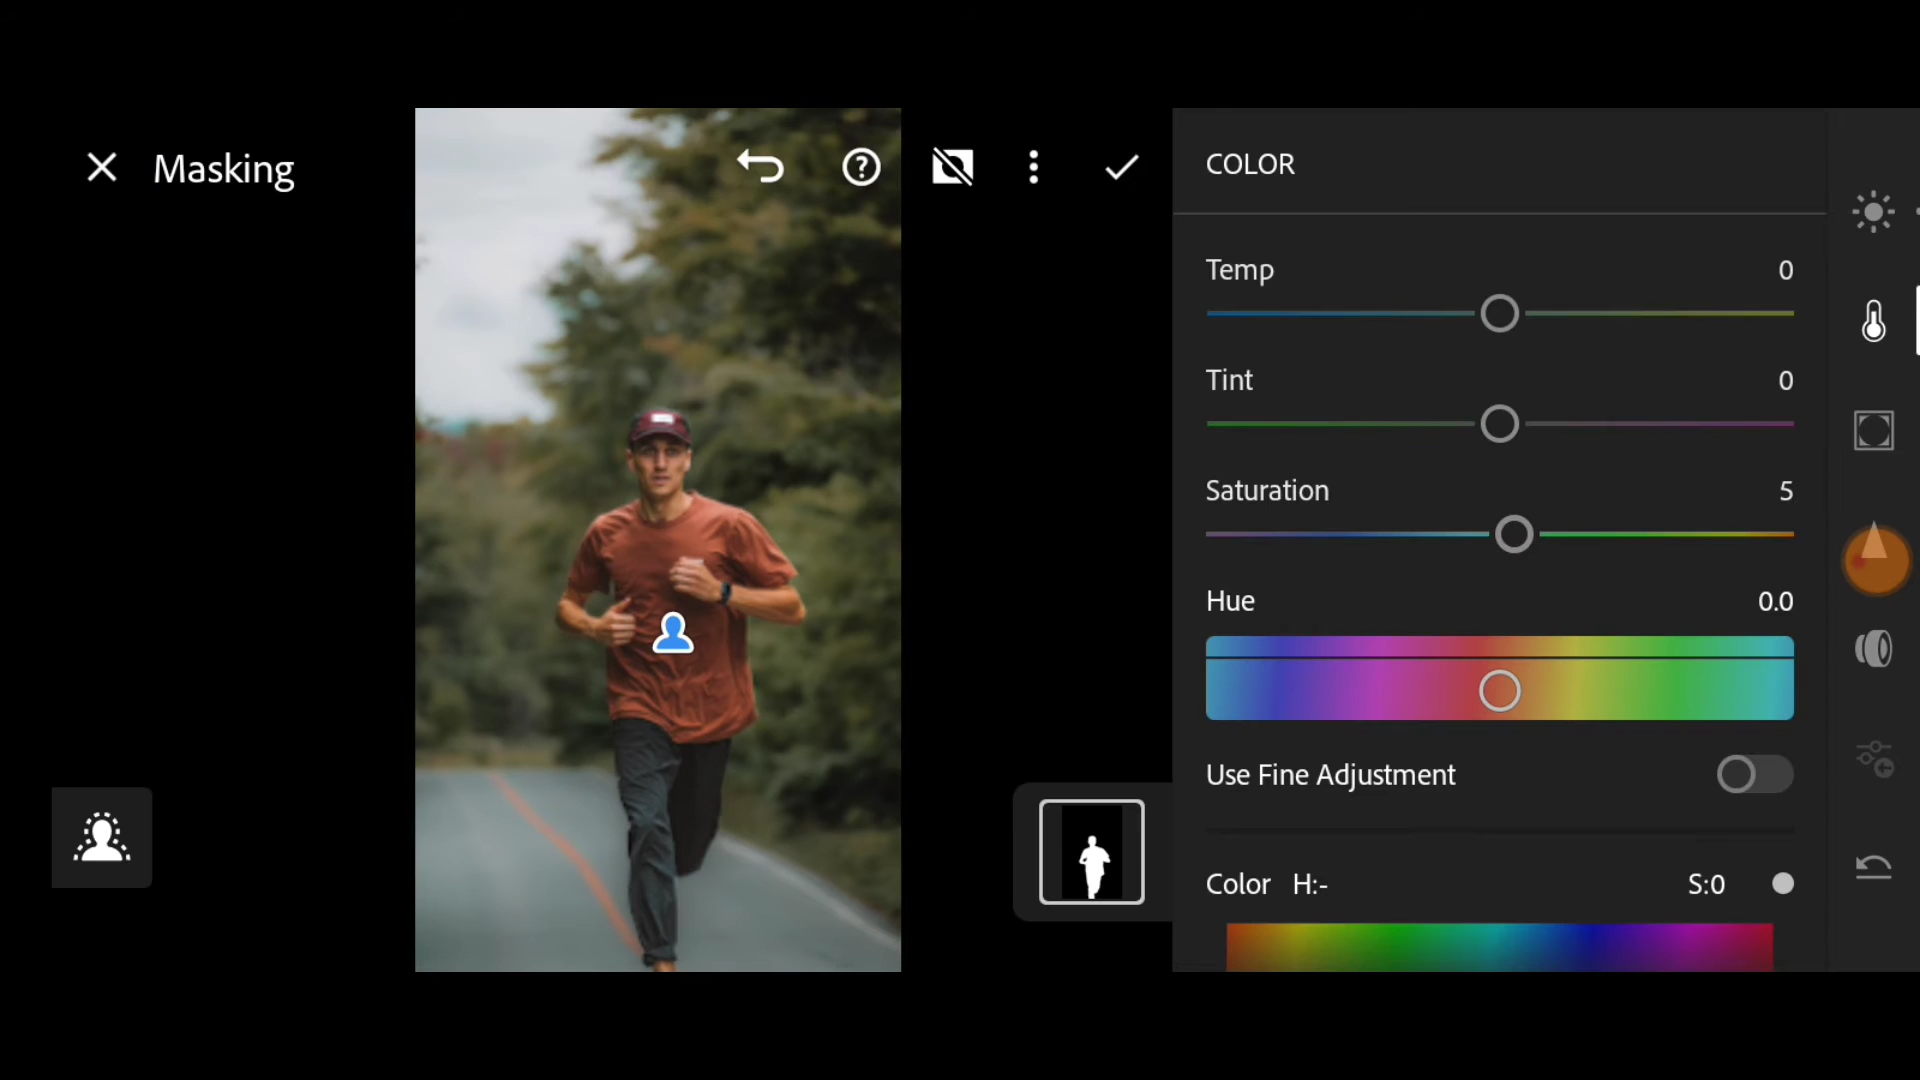 Masking
COLOR
Temp 0
Tint 0
Saturation 5
Hue 0.0
Use Fine Adjustment
Color H:- S:0